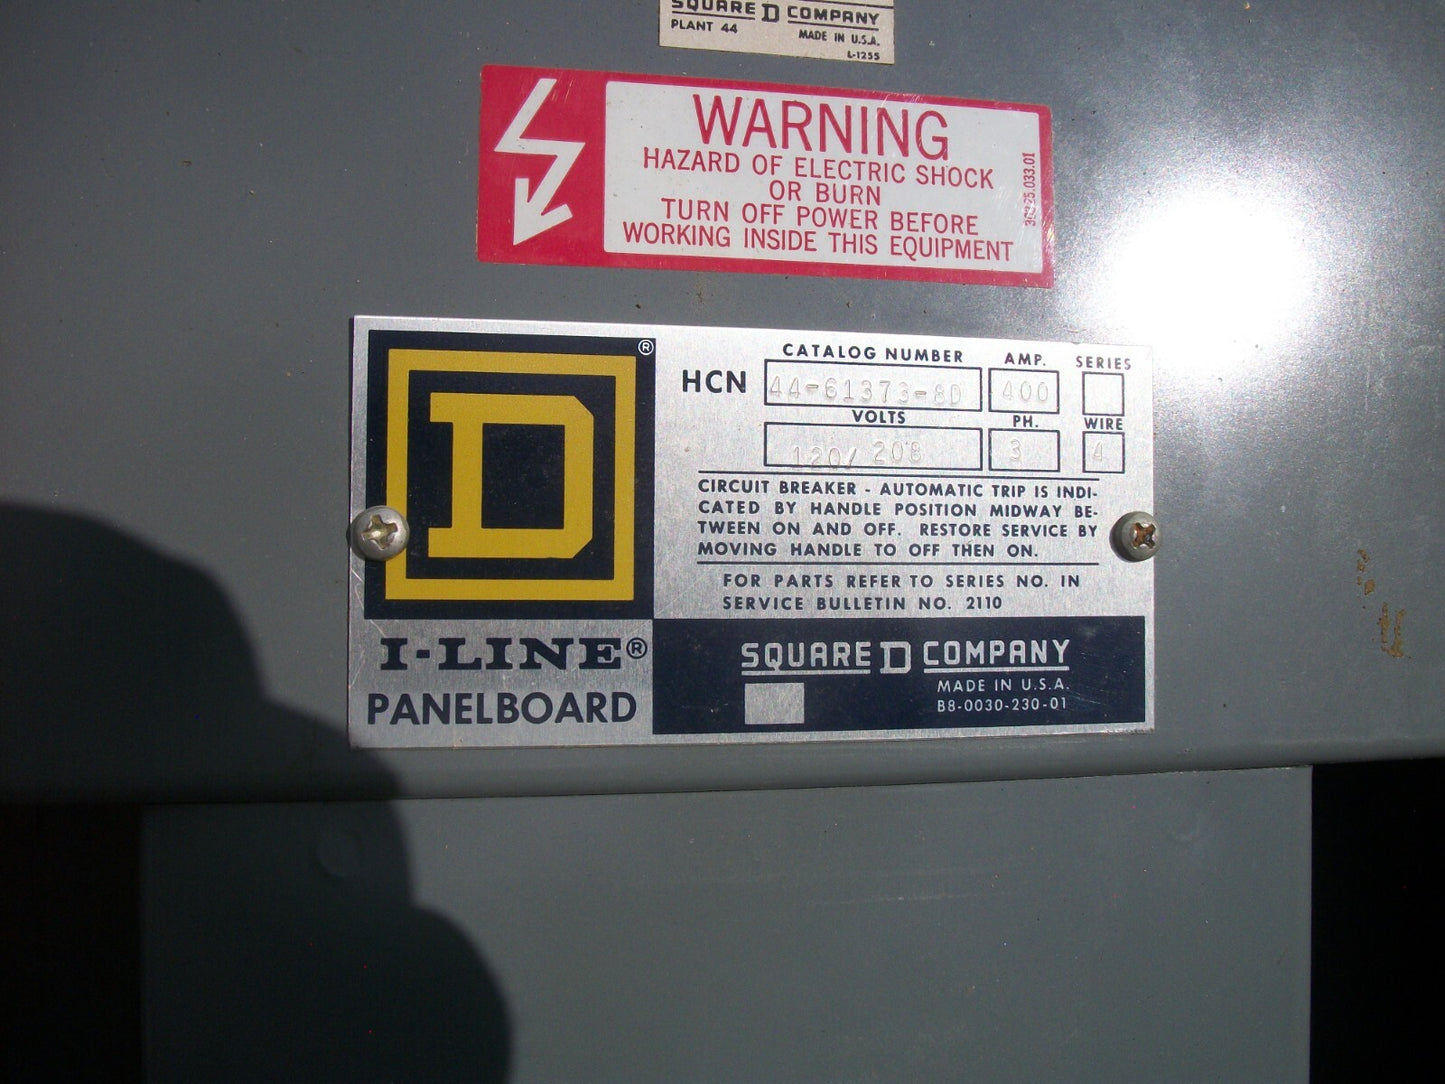 SQUARE D COMPANY
PLANT 44 MADE IN U.S.A.
L-1255
WARNING
HAZARD OF ELECTRIC SHOCK
OR BURN
TURN OFF POWER BEFORE
WORKING INSIDE THIS EQUIPMENT
D
®
I-LINE®
PANELBOARD
CATALOG NUMBER AMP. SERIES
HCN 44-61373-8D 400
VOLTS PH. WIRE
120/ 208 3 4
CIRCUIT BREAKER - AUTOMATIC TRIP IS INDI-
CATED BY HANDLE POSITION MIDWAY BE-
TWEEN ON AND OFF. RESTORE SERVICE BY
MOVING HANDLE TO OFF THEN ON.
FOR PARTS REFER TO SERIES NO. IN
SERVICE BULLETIN NO. 2110
SQUARE D COMPANY
MADE IN U.S.A.
B8-0030-230-01